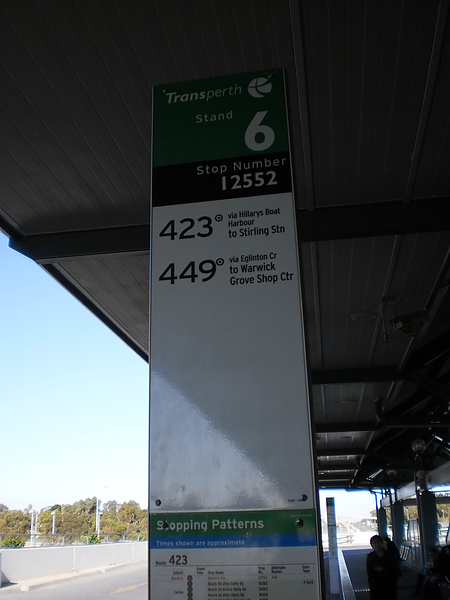 Transperth
Stand
6
Stop Number
12552
423
via Hillarys Boat
Harbour
to Stirling Stn
449
via Eglinton Cr
to Warwick
Grove Shop Ctr
Stopping Patterns
Times shown are approximate
Route 423